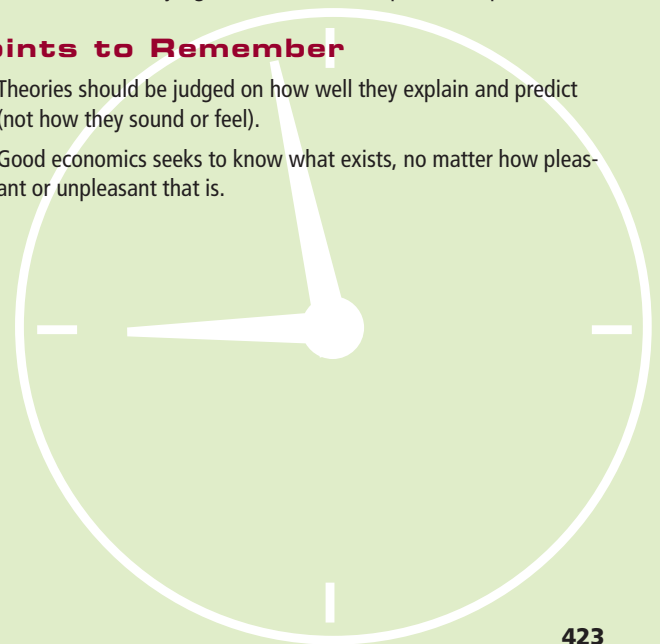 ints to Remember
Theories should be judged on how well they explain and predict
(not how they sound or feel).
Good economics seeks to know what exists, no matter how pleas-
ant or unpleasant that is.
423